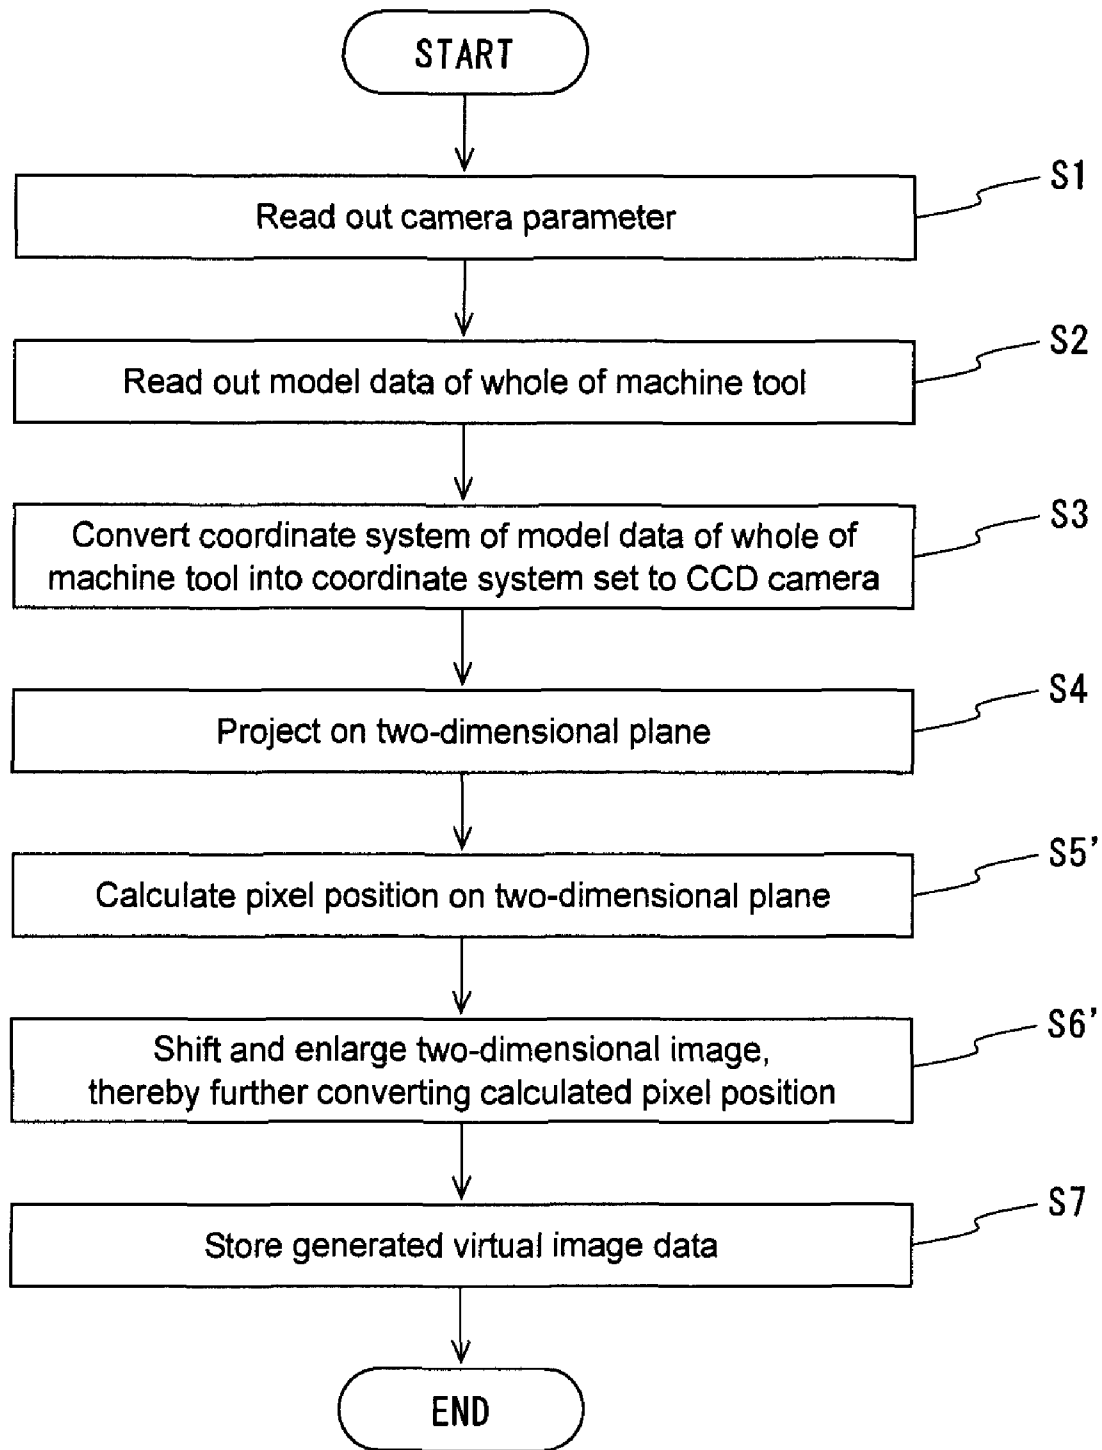 START
S1
Read out camera parameter
S2
Read out model data of whole of machine tool
S3
Convert coordinate system of model data of whole of
machine tool into coordinate system set to CCD camera
S4
Project on two-dimensional plane
S5'
Calculate pixel position on two-dimensional plane
S6'
Shift and enlarge two-dimensional image,
thereby further converting calculated pixel position
S7
Store generated virtual image data
END